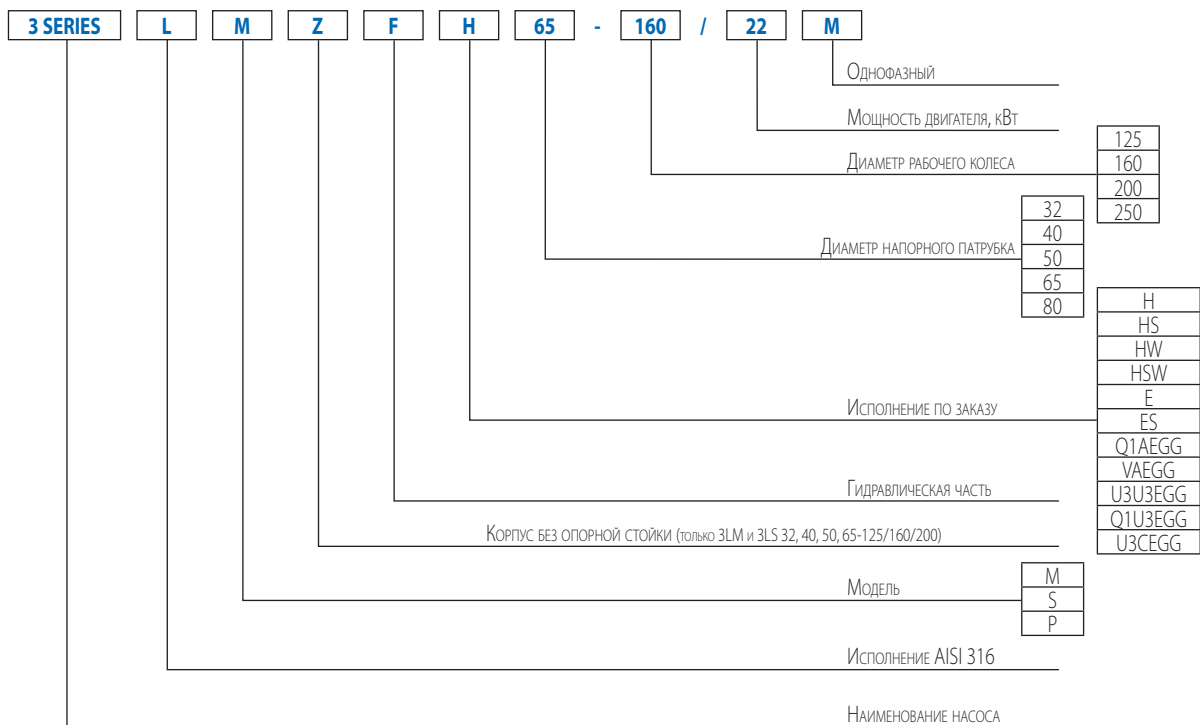 3 SERIES L M Z F H 65 - 160 / 22 M
Однофазный
Мощность двигателя, кВт
Диаметр рабочего колеса
125
160
200
250
Диаметр напорного патрубка
32
40
50
65
80
Исполнение по заказу
H
HS
HW
HSW
E
ES
Q1AEGG
VAEGG
U3U3EGG
Q1U3EGG
U3CEGG
Гидравлическая часть
Корпус без опорной стойки (только 3LM и 3LS 32, 40, 50, 65-125/160/200)
Модель
M
S
P
Исполнение AISI 316
Наименование насоса